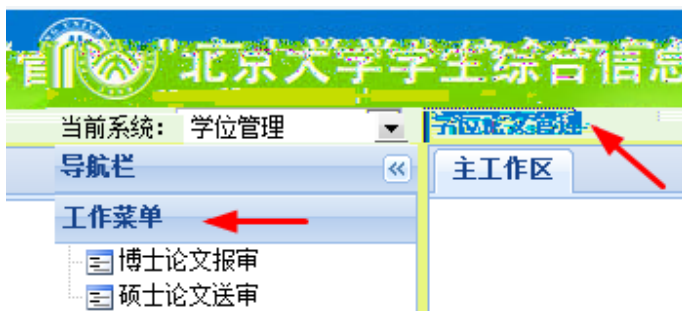 北京大学学生综合信息
当前系统： 学位管理
导航栏
主工作区
工作菜单
博士论文报审
硕士论文送审